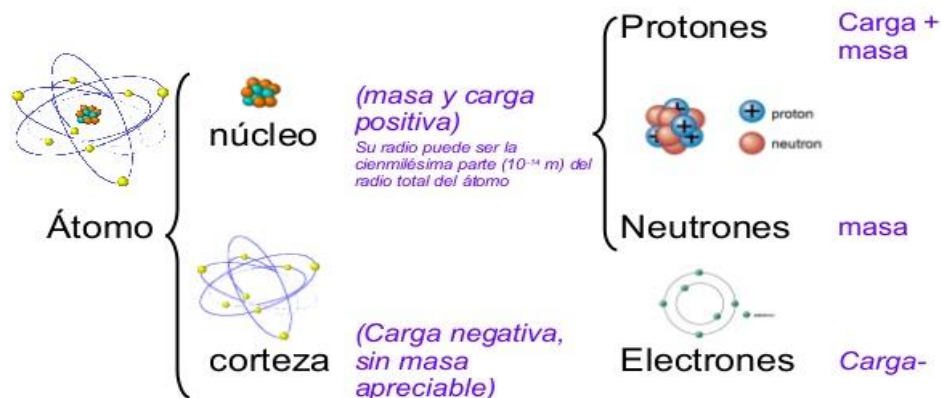 Átomo
núcleo
(masa y carga
positiva)
Su radio puede ser la
cienmilésima parte (10⁻¹⁴ m) del
radio total del átomo
Protones
Carga +
masa
+
+
+
+
proton
neutron
Neutrones
masa
corteza
(Carga negativa,
sin masa
apreciable)
Electrones
Carga-